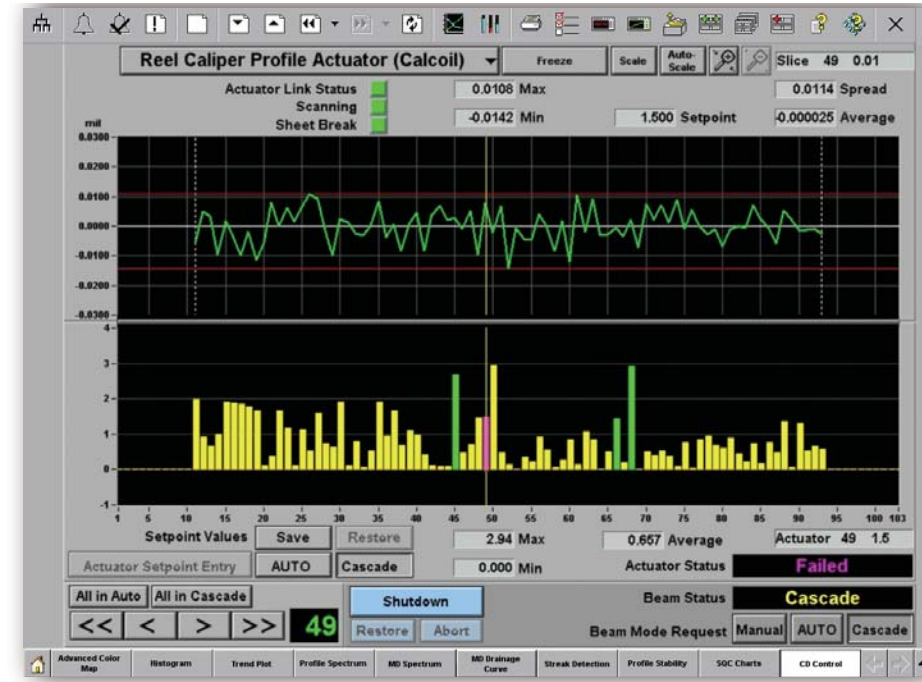 Reel Caliper Profile Actuator (Calcoil) Freeze Scale Auto-Scale Slice 49 0.01
Actuator Link Status 0.0108 Max 0.0114 Spread
Scanning
Sheet Break -0.0142 Min 1.500 Setpoint -0.000025 Average
mil
0.0300
0.0200
0.0100
0.0000
-0.0100
-0.0200
-0.0300
4
3
2
1
0
-1
1 5 10 15 20 25 30 35 40 45 50 55 60 65 70 75 80 85 90 95 100 103
Setpoint Values Save Restore 2.94 Max 0.657 Average Actuator 49 1.5
Actuator Setpoint Entry AUTO Cascade 0.000 Min Actuator Status Failed
All in Auto All in Cascade Shutdown Beam Status Cascade
<< < > >> 49 Restore Abort Beam Mode Request Manual AUTO Cascade
Advanced Color Map Histogram Trend Plot Profile Spectrum MD Spectrum MD Drainage Curve Streak Detection Profile Stability SQC Charts CD Control